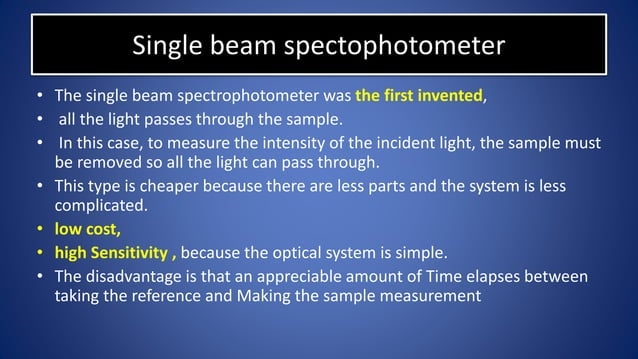 Single beam spectophotometer
• The single beam spectrophotometer was the first invented,
• all the light passes through the sample.
• In this case, to measure the intensity of the incident light, the sample must
be removed so all the light can pass through.
• This type is cheaper because there are less parts and the system is less
complicated.
• low cost,
• high Sensitivity , because the optical system is simple.
• The disadvantage is that an appreciable amount of Time elapses between
taking the reference and Making the sample measurement